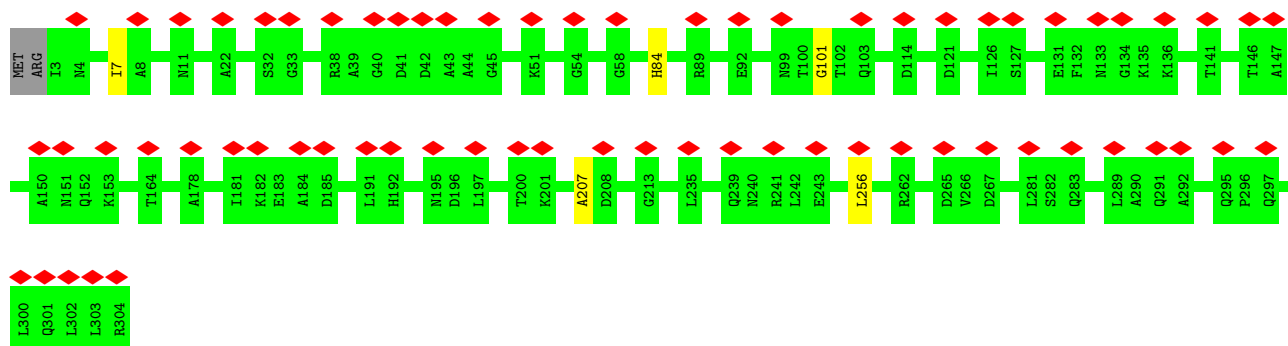 MET ARG I3 N4 I7 A8 N11 A22 S32 G33 R38 A39 G40 D41 D42 A43 A44 G45 K51 G54 G58 H84 R89 E92 N99 T100 G101 T102 Q103 D114 D121 I126 S127 E131 F132 N133 G134 K135 K136 T141 T146 A147
A150 N151 Q152 K153 T164 A178 I181 K182 E183 A184 D185 L191 H192 N195 D196 L197 T200 K201 A207 D208 G213 L235 Q239 N240 R241 L242 E243 L256 R262 D265 V266 D267 L281 S282 Q283 L289 A290 Q291 A292 Q295 P296 Q297
L300 Q301 L302 L303 R304